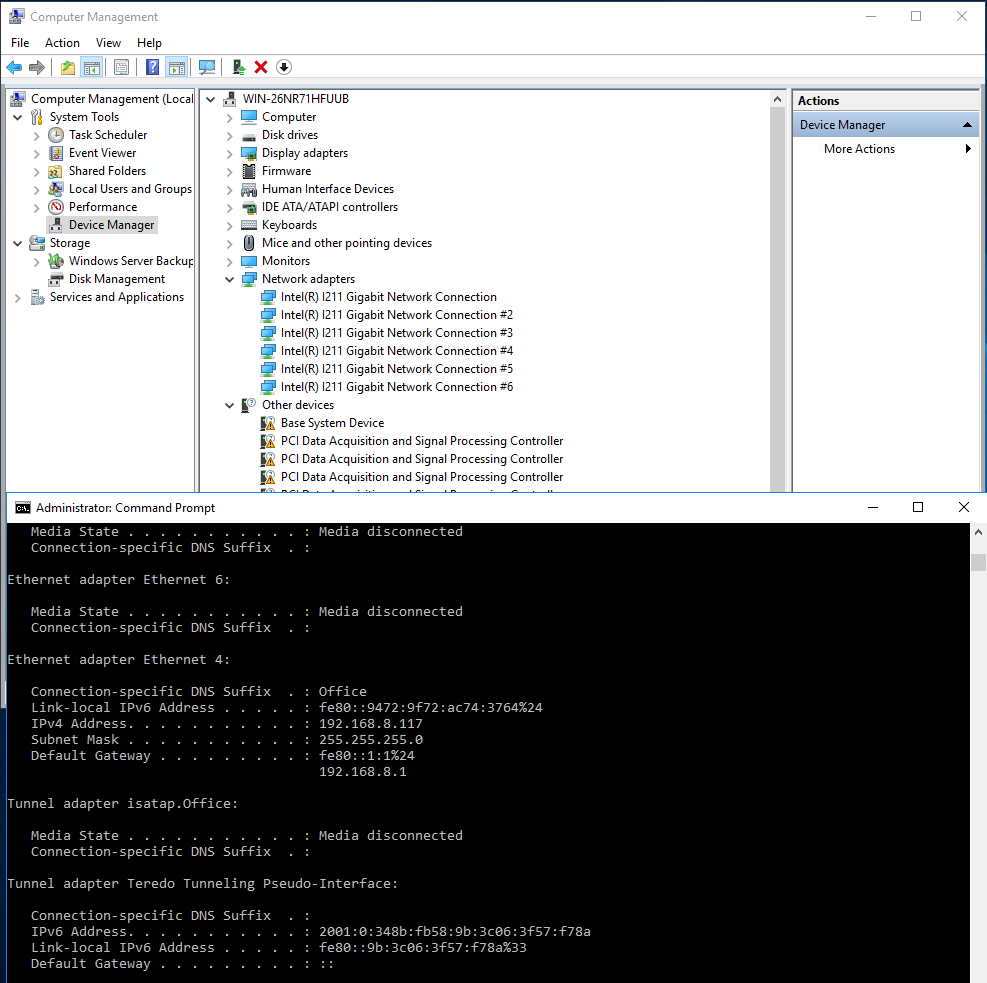 Computer Management
File Action View Help
Computer Management (Local
System Tools
Task Scheduler
Event Viewer
Shared Folders
Local Users and Groups
Performance
Device Manager
Storage
Windows Server Backup
Disk Management
Services and Applications
WIN-26NR71HFUUB
Computer
Disk drives
Display adapters
Firmware
Human Interface Devices
IDE ATA/ATAPI controllers
Keyboards
Mice and other pointing devices
Monitors
Network adapters
Intel(R) I211 Gigabit Network Connection
Intel(R) I211 Gigabit Network Connection #2
Intel(R) I211 Gigabit Network Connection #3
Intel(R) I211 Gigabit Network Connection #4
Intel(R) I211 Gigabit Network Connection #5
Intel(R) I211 Gigabit Network Connection #6
Other devices
Base System Device
PCI Data Acquisition and Signal Processing Controller
PCI Data Acquisition and Signal Processing Controller
PCI Data Acquisition and Signal Processing Controller
Actions
Device Manager
More Actions
Administrator: Command Prompt
Media State . . . . . . . . . . . : Media disconnected
Connection-specific DNS Suffix  . :
Ethernet adapter Ethernet 6:
Media State . . . . . . . . . . . : Media disconnected
Connection-specific DNS Suffix  . :
Ethernet adapter Ethernet 4:
Connection-specific DNS Suffix  . : Office
Link-local IPv6 Address . . . . . : fe80::9472:9f72:ac74:3764%24
IPv4 Address. . . . . . . . . . . : 192.168.8.117
Subnet Mask . . . . . . . . . . . : 255.255.255.0
Default Gateway . . . . . . . . . : fe80::1:1%24
192.168.8.1
Tunnel adapter isatap.Office:
Media State . . . . . . . . . . . : Media disconnected
Connection-specific DNS Suffix  . :
Tunnel adapter Teredo Tunneling Pseudo-Interface:
Connection-specific DNS Suffix  . :
IPv6 Address. . . . . . . . . . . : 2001:0:348b:fb58:9b:3c06:3f57:f78a
Link-local IPv6 Address . . . . . : fe80::9b:3c06:3f57:f78a%33
Default Gateway . . . . . . . . . : ::